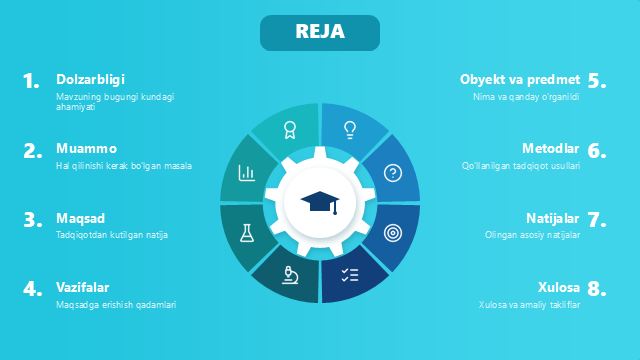 REJA
1. Dolzarbligi
Mavzuning bugungi kundagi
ahamiyati
2. Muammo
Hal qilinishi kerak bo'lgan masala
3. Maqsad
Tadqiqotdan kutilgan natija
4. Vazifalar
Maqsadga erishish qadamlari
Obyekt va predmet 5.
Nima va qanday o'rganildi
Metodlar 6.
Qo'llanilgan tadqiqot usullari
Natijalar 7.
Olingan asosiy natijalar
Xulosa 8.
Xulosa va amaliy takliflar